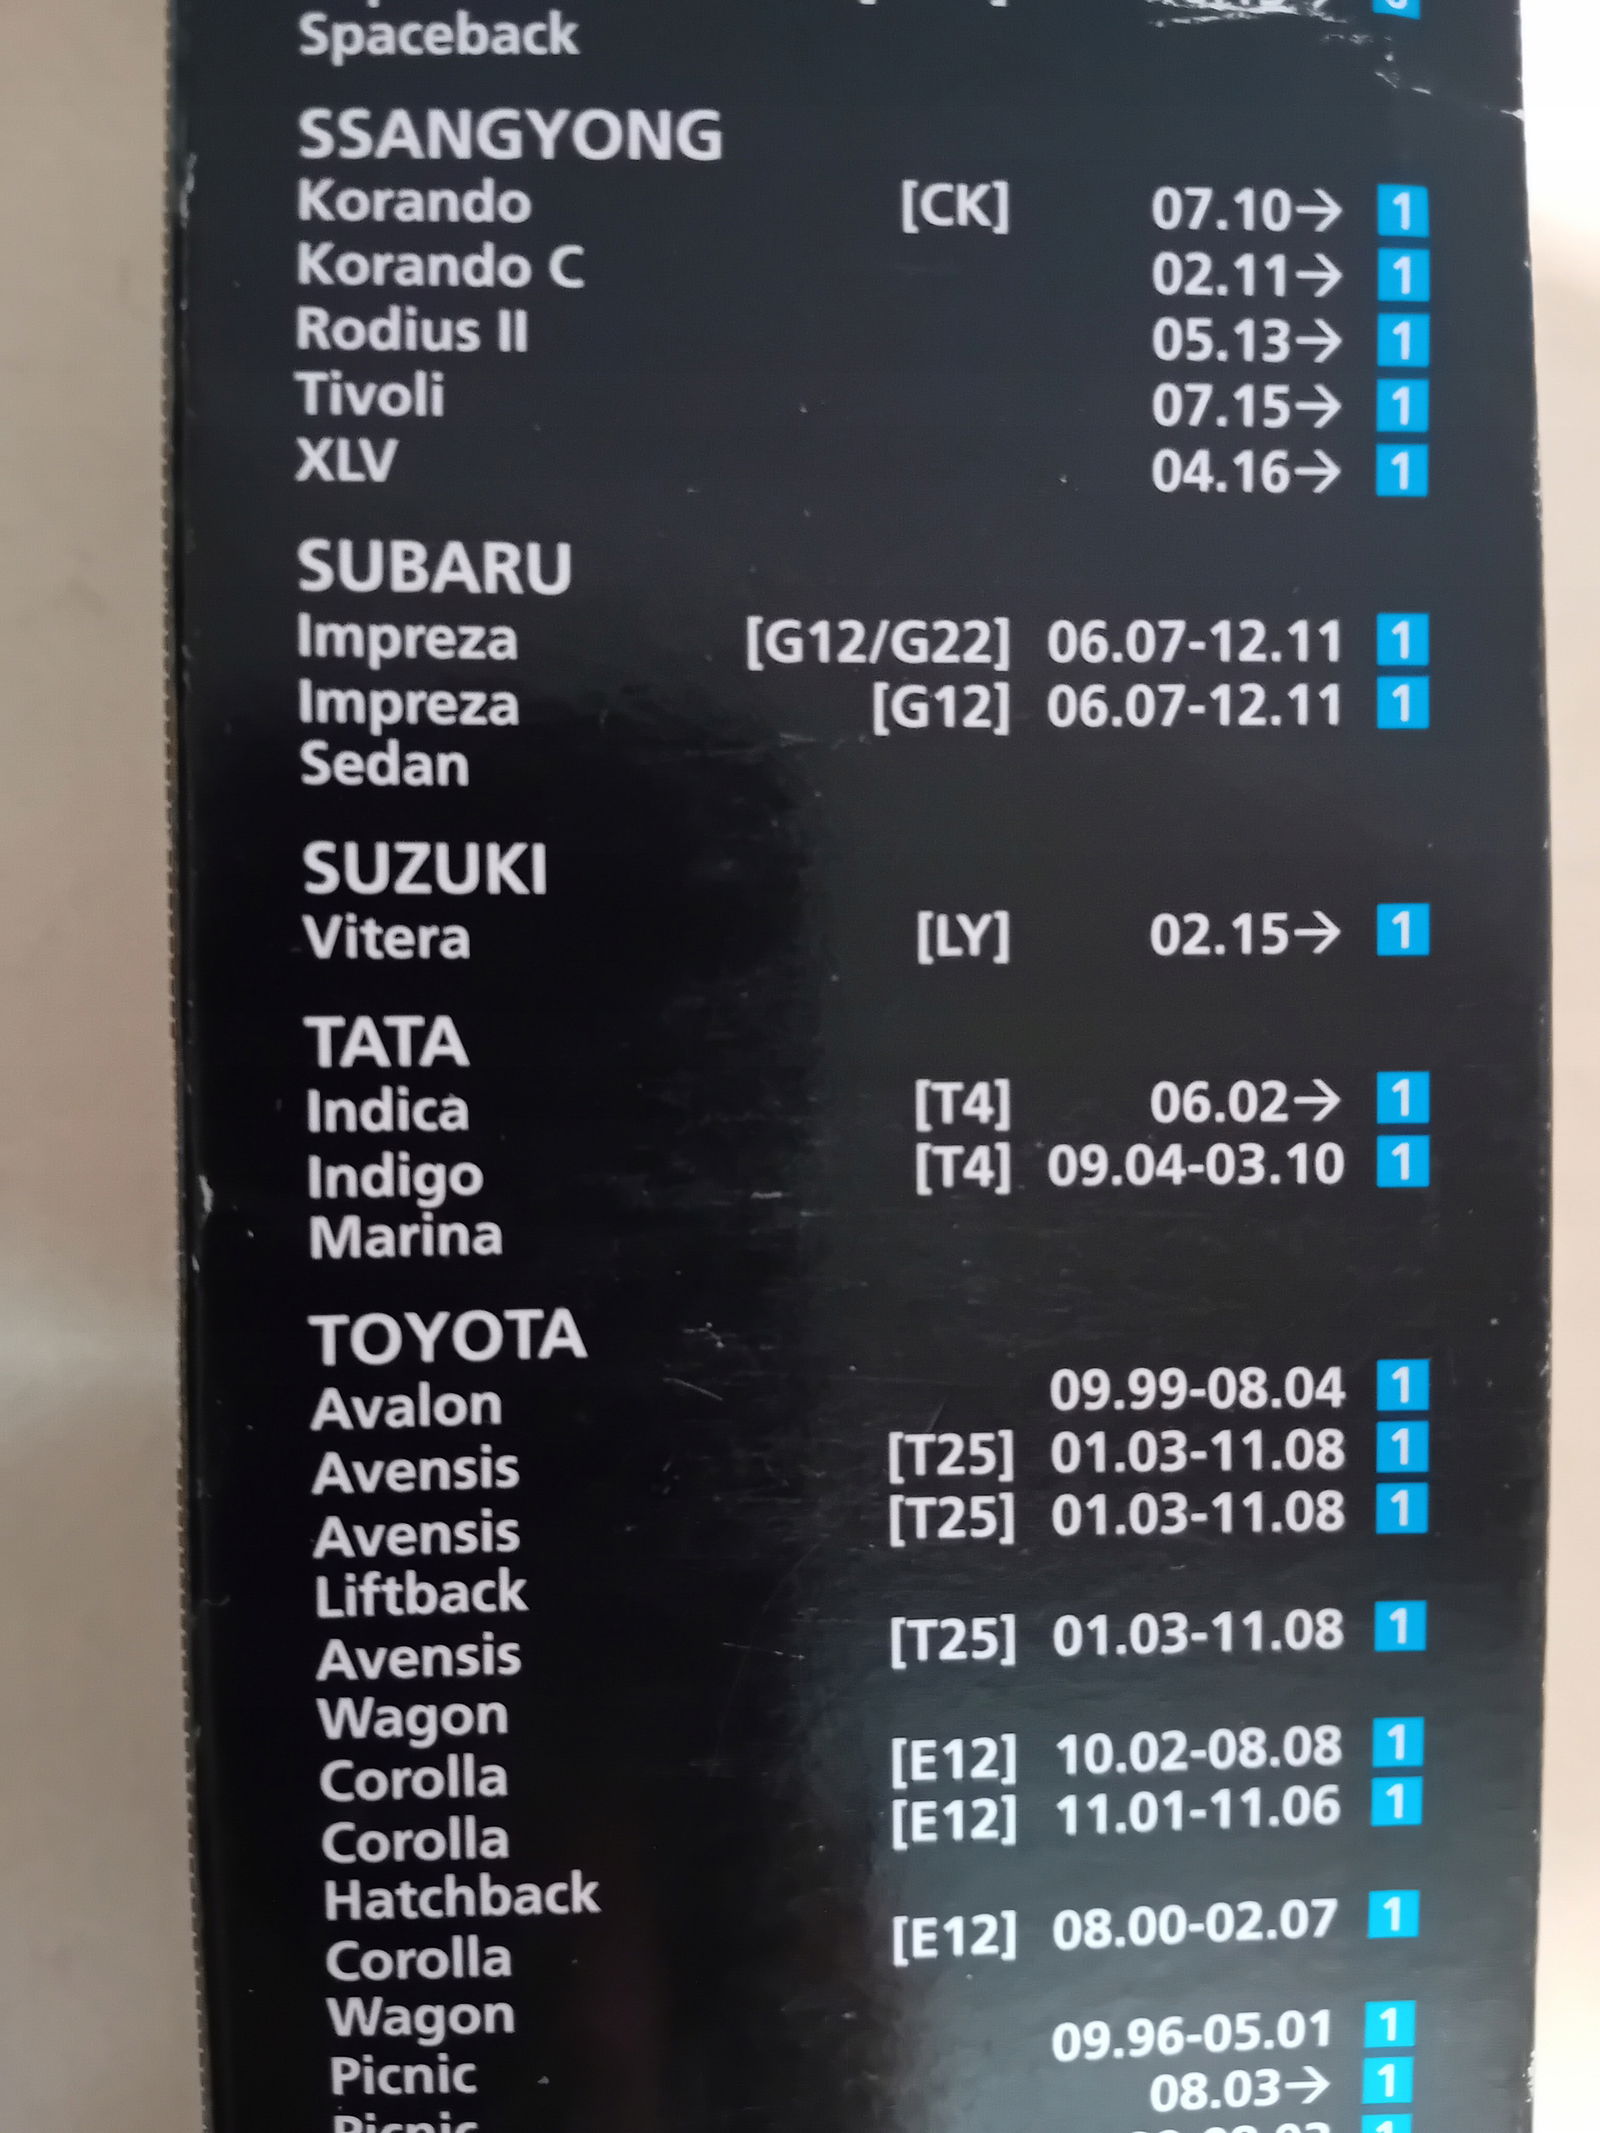 Spaceback
SSANGYONG
Korando [CK] 07.10→ 1
Korando C 02.11→ 1
Rodius II 05.13→ 1
Tivoli 07.15→ 1
XLV 04.16→ 1
SUBARU
Impreza [G12/G22] 06.07-12.11 1
Impreza [G12] 06.07-12.11 1
Sedan
SUZUKI
Vitera [LY] 02.15→ 1
TATA
Indica [T4] 06.02→ 1
Indigo [T4] 09.04-03.10 1
Marina
TOYOTA
Avalon 09.99-08.04 1
Avensis [T25] 01.03-11.08 1
Avensis [T25] 01.03-11.08 1
Liftback
Avensis [T25] 01.03-11.08 1
Wagon
Corolla [E12] 10.02-08.08 1
Corolla [E12] 11.01-11.06 1
Hatchback
Corolla [E12] 08.00-02.07 1
Wagon
Picnic 09.96-05.01 1
Picnic 08.03→ 1